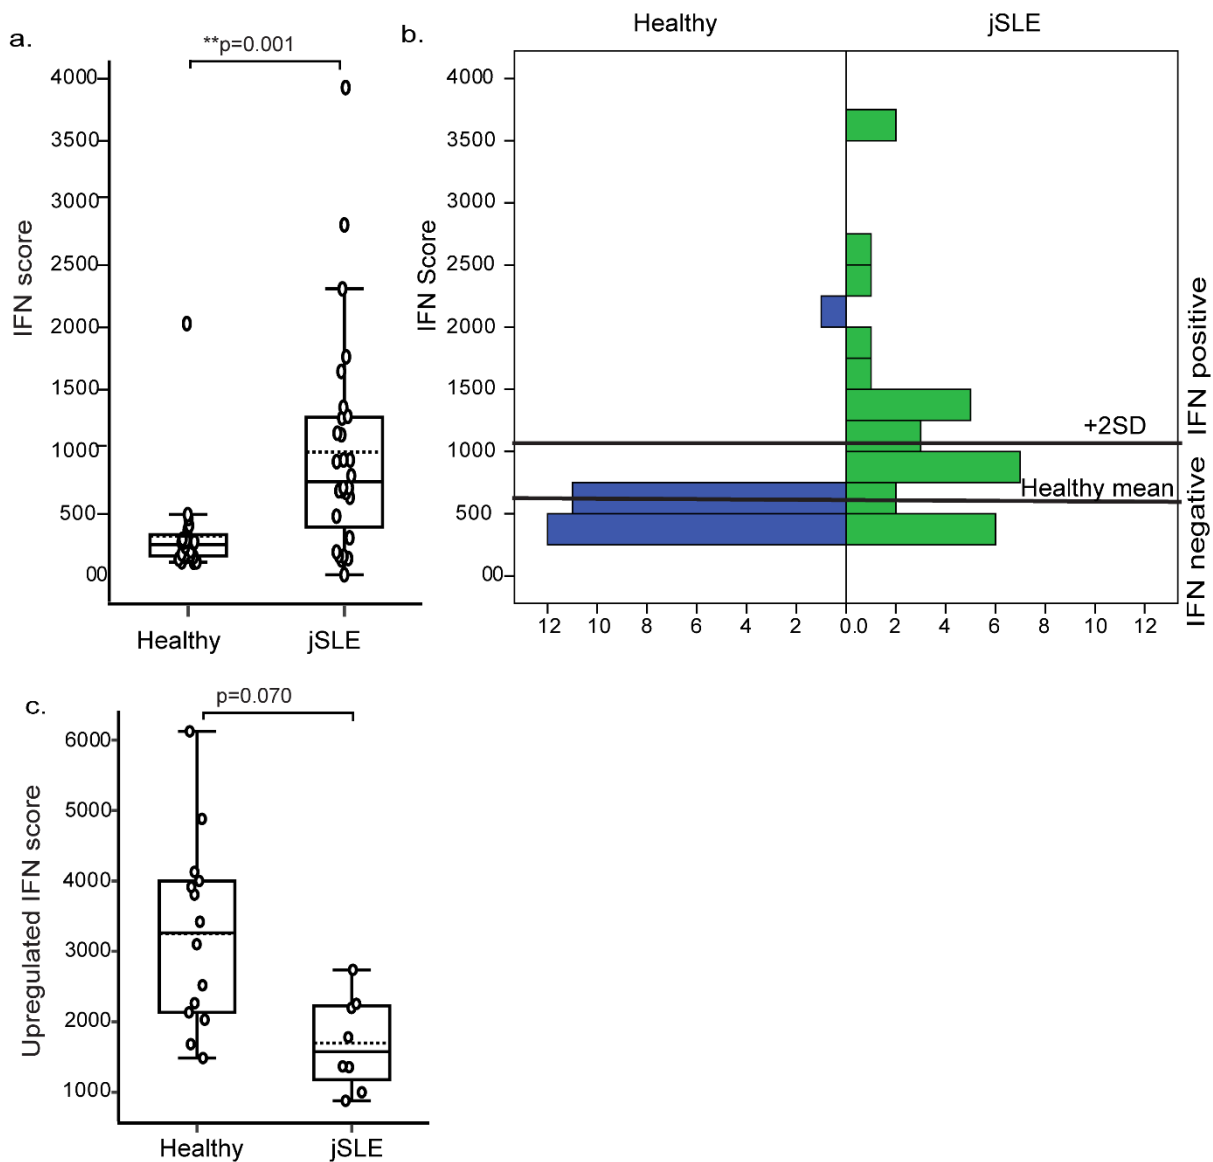 a.
**p=0.001
IFN score
4000
3500
3000
2500
2000
1500
1000
500
00
Healthy
jSLE
b.
Healthy
jSLE
IFN Score
4000
3500
3000
2500
2000
1500
1000
500
00
+2SD
Healthy mean
IFN positive
IFN negative
12 10 8 6 4 2 0.0 2 4 6 8 10 12
c.
p=0.070
Upregulated IFN score
6000
5000
4000
3000
2000
1000
Healthy
jSLE